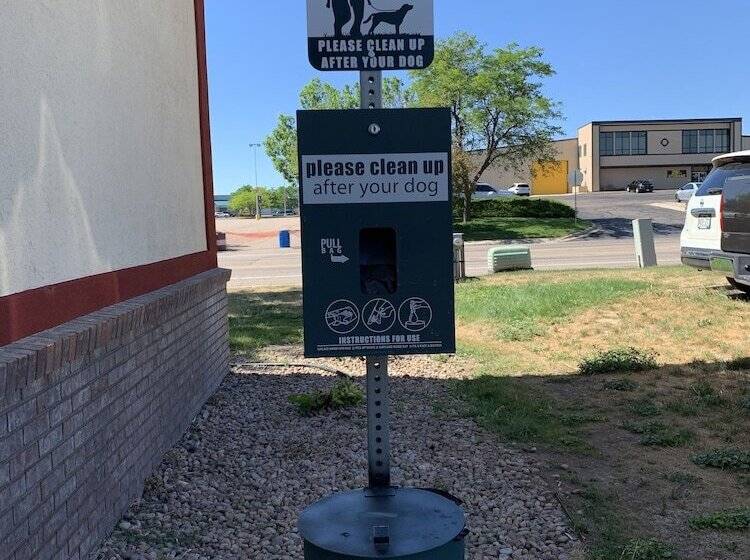 PLEASE CLEAN UP
AFTER YOUR DOG
please clean up
after your dog
PULL
BAG
INSTRUCTIONS FOR USE